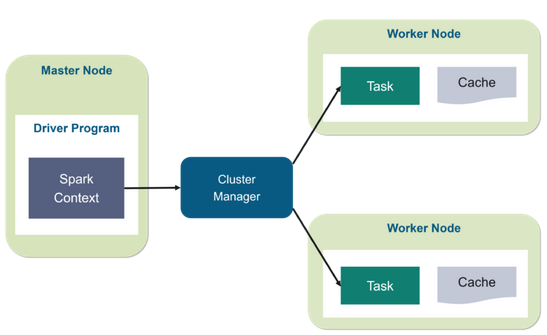 Master Node
Driver Program
Spark
Context
Cluster
Manager
Worker Node
Task
Cache
Worker Node
Task
Cache